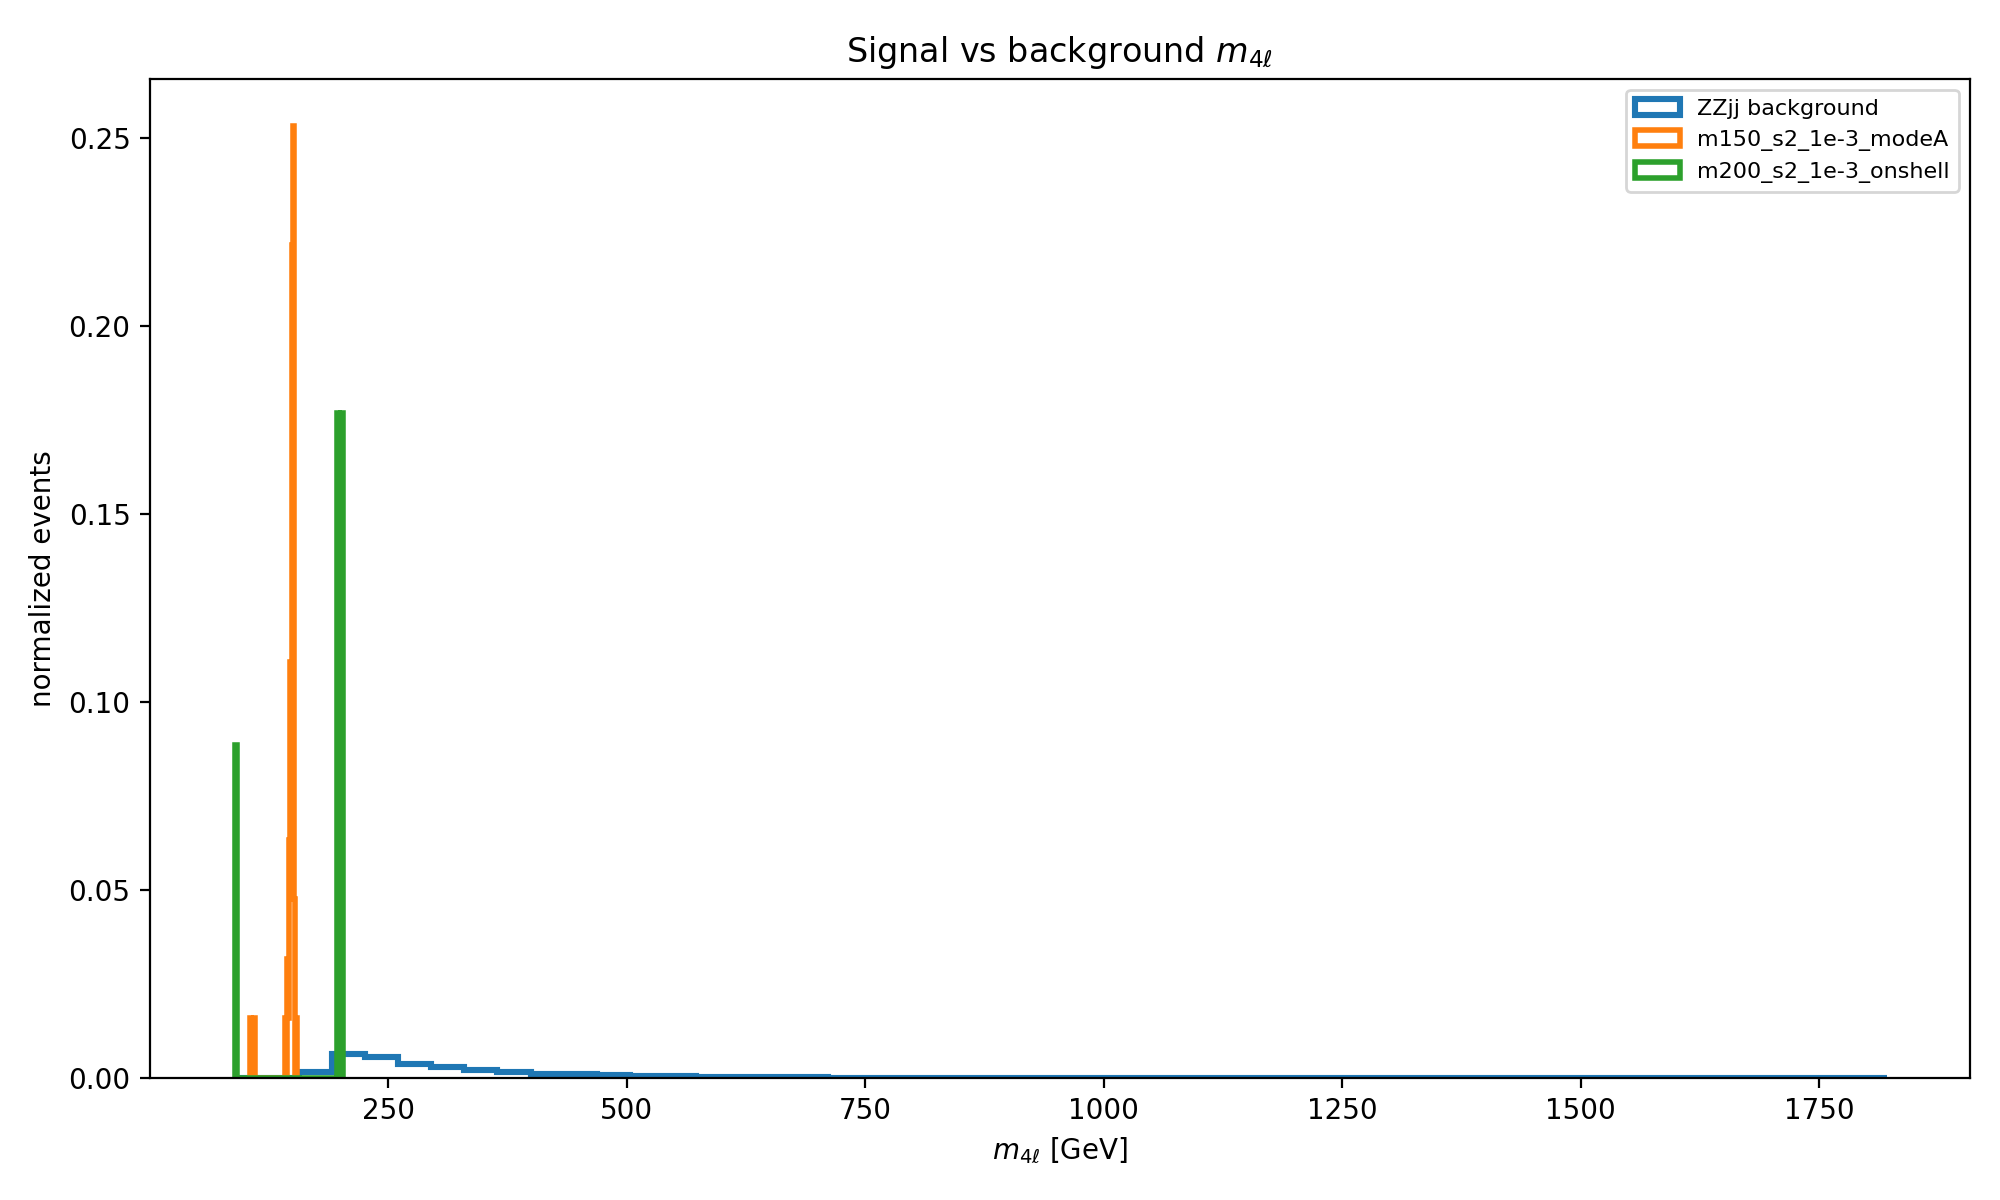 Signal vs background m4ℓ
ZZjj background
m150_s2_1e-3_modeA
m200_s2_1e-3_onshell
normalized events
0.25
0.20
0.15
0.10
0.05
0.00
250 500 750 1000 1250 1500 1750
m4ℓ [GeV]